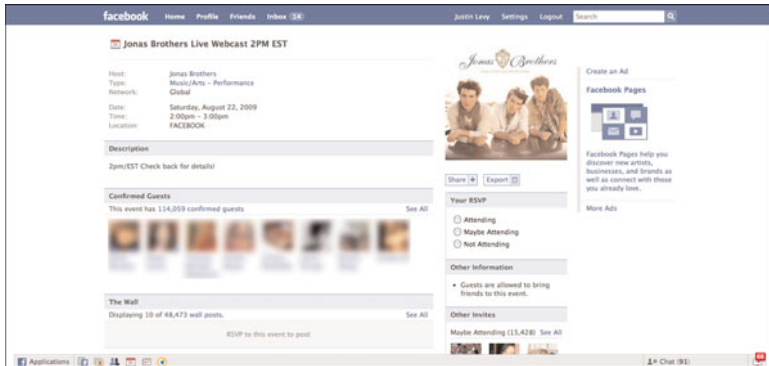 facebook Home Profile Friends Inbox 14 Justin Levy Settings Logout Search
Jonas Brothers Live Webcast 2PM EST
Host: Jonas Brothers
Type: Music/Arts – Performance
Network: Global
Date: Saturday, August 22, 2009
Time: 2:00pm – 3:00pm
Location: FACEBOOK
Description
2pm/EST Check back for details!
Confirmed Guests
This event has 114,059 confirmed guests See All
The Wall
Displaying 10 of 48,473 wall posts. See All
RSVP to this event to post
Jonas Brothers
Share +
Export
Your RSVP
Attending
Maybe Attending
Not Attending
Other Information
• Guests are allowed to bring
friends to this event.
Other Invites
Maybe Attending (15,428) See All
Create an Ad
Facebook Pages
Facebook Pages help you
discover new artists,
businesses, and brands as
well as connect with those
you already love.
More Ads
Applications Chat (91)